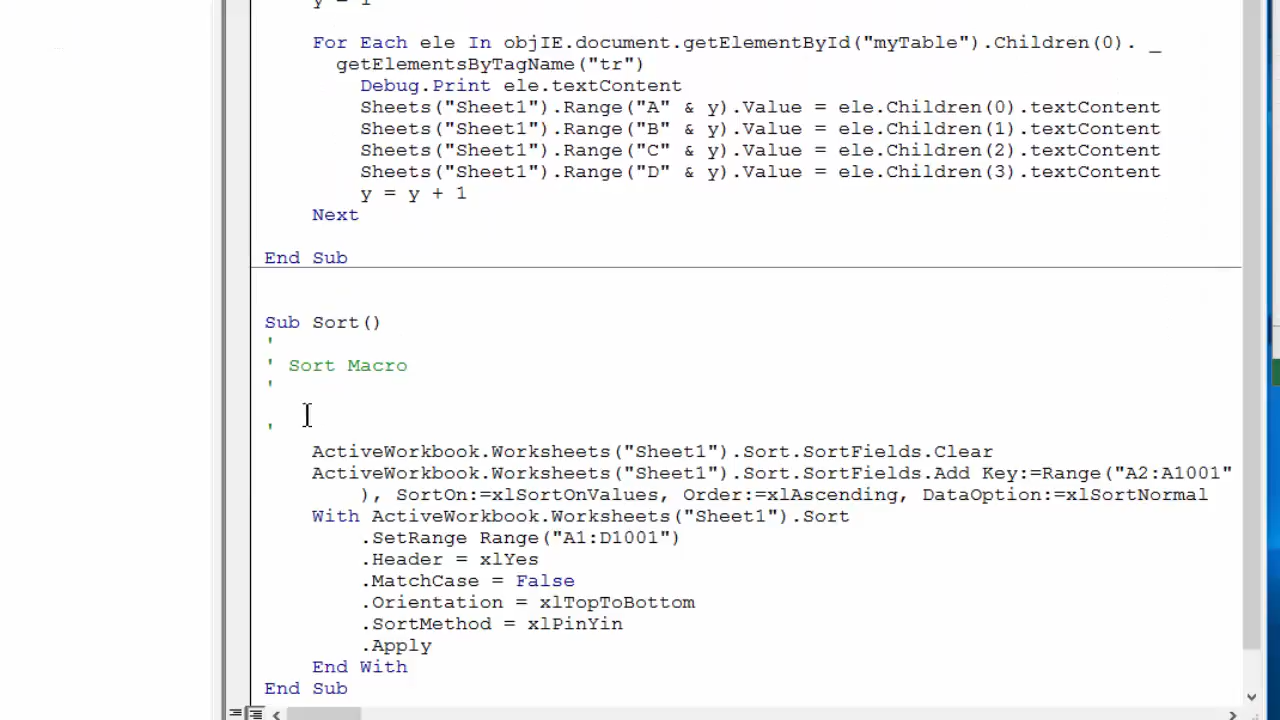 y = 1
For Each ele In objIE.document.getElementById("myTable").Children(0). _
getElementsByTagName("tr")
Debug.Print ele.textContent
Sheets("Sheet1").Range("A" & y).Value = ele.Children(0).textContent
Sheets("Sheet1").Range("B" & y).Value = ele.Children(1).textContent
Sheets("Sheet1").Range("C" & y).Value = ele.Children(2).textContent
Sheets("Sheet1").Range("D" & y).Value = ele.Children(3).textContent
y = y + 1
Next
End Sub
Sub Sort()
'
' Sort Macro
'
'
ActiveWorkbook.Worksheets("Sheet1").Sort.SortFields.Clear
ActiveWorkbook.Worksheets("Sheet1").Sort.SortFields.Add Key:=Range("A2:A1001"
), SortOn:=xlSortOnValues, Order:=xlAscending, DataOption:=xlSortNormal
With ActiveWorkbook.Worksheets("Sheet1").Sort
.SetRange Range("A1:D1001")
.Header = xlYes
.MatchCase = False
.Orientation = xlTopToBottom
.SortMethod = xlPinYin
.Apply
End With
End Sub